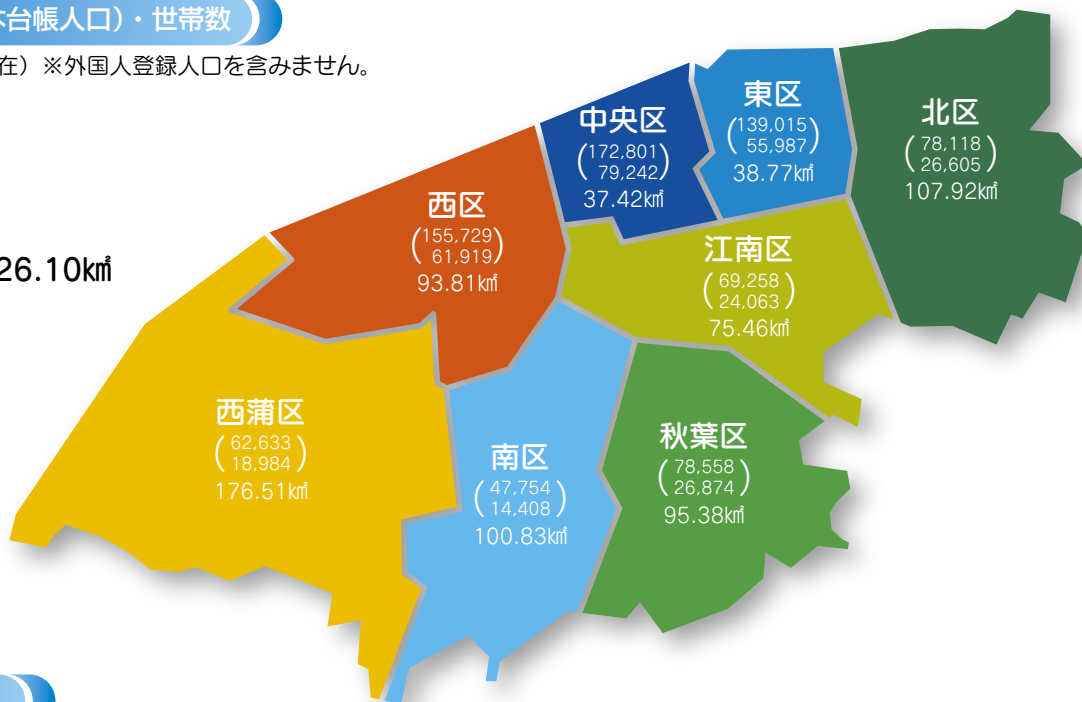 本台帳人口)・世帯数
在)※外国人登録人口を含みません。
26.10㎢
中央区
(172,801
79,242)
37.42㎢
東区
(139,015
55,987)
38.77㎢
北区
(78,118
26,605)
107.92㎢
西区
(155,729
61,919)
93.81㎢
江南区
(69,258
24,063)
75.46㎢
西蒲区
(62,633
18,984)
176.51㎢
南区
(47,754
14,408)
100.83㎢
秋葉区
(78,558
26,874)
95.38㎢